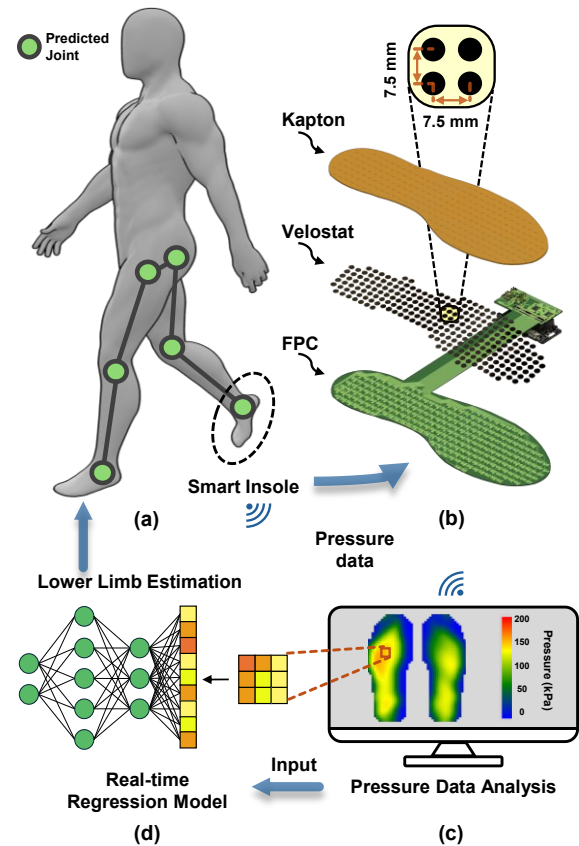 Predicted
Joint
7.5 mm
7.5 mm
Kapton
Velostat
FPC
Smart Insole
(a)
(b)
Pressure
data
Lower Limb Estimation
200
150
100
50
0
Pressure (kPa)
Input
Real-time
Regression Model
Pressure Data Analysis
(d)
(c)